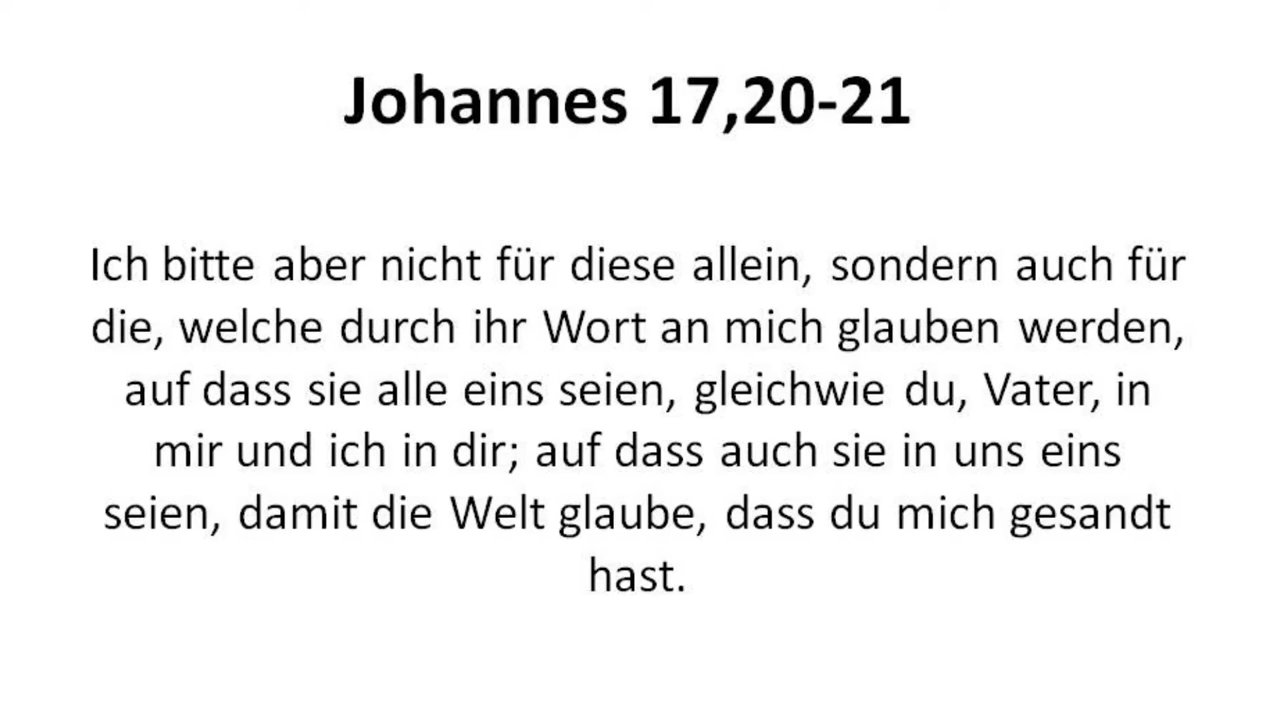 Johannes 17,20-21
Ich bitte aber nicht für diese allein, sondern auch für
die, welche durch ihr Wort an mich glauben werden,
auf dass sie alle eins seien, gleichwie du, Vater, in
mir und ich in dir; auf dass auch sie in uns eins
seien, damit die Welt glaube, dass du mich gesandt
hast.